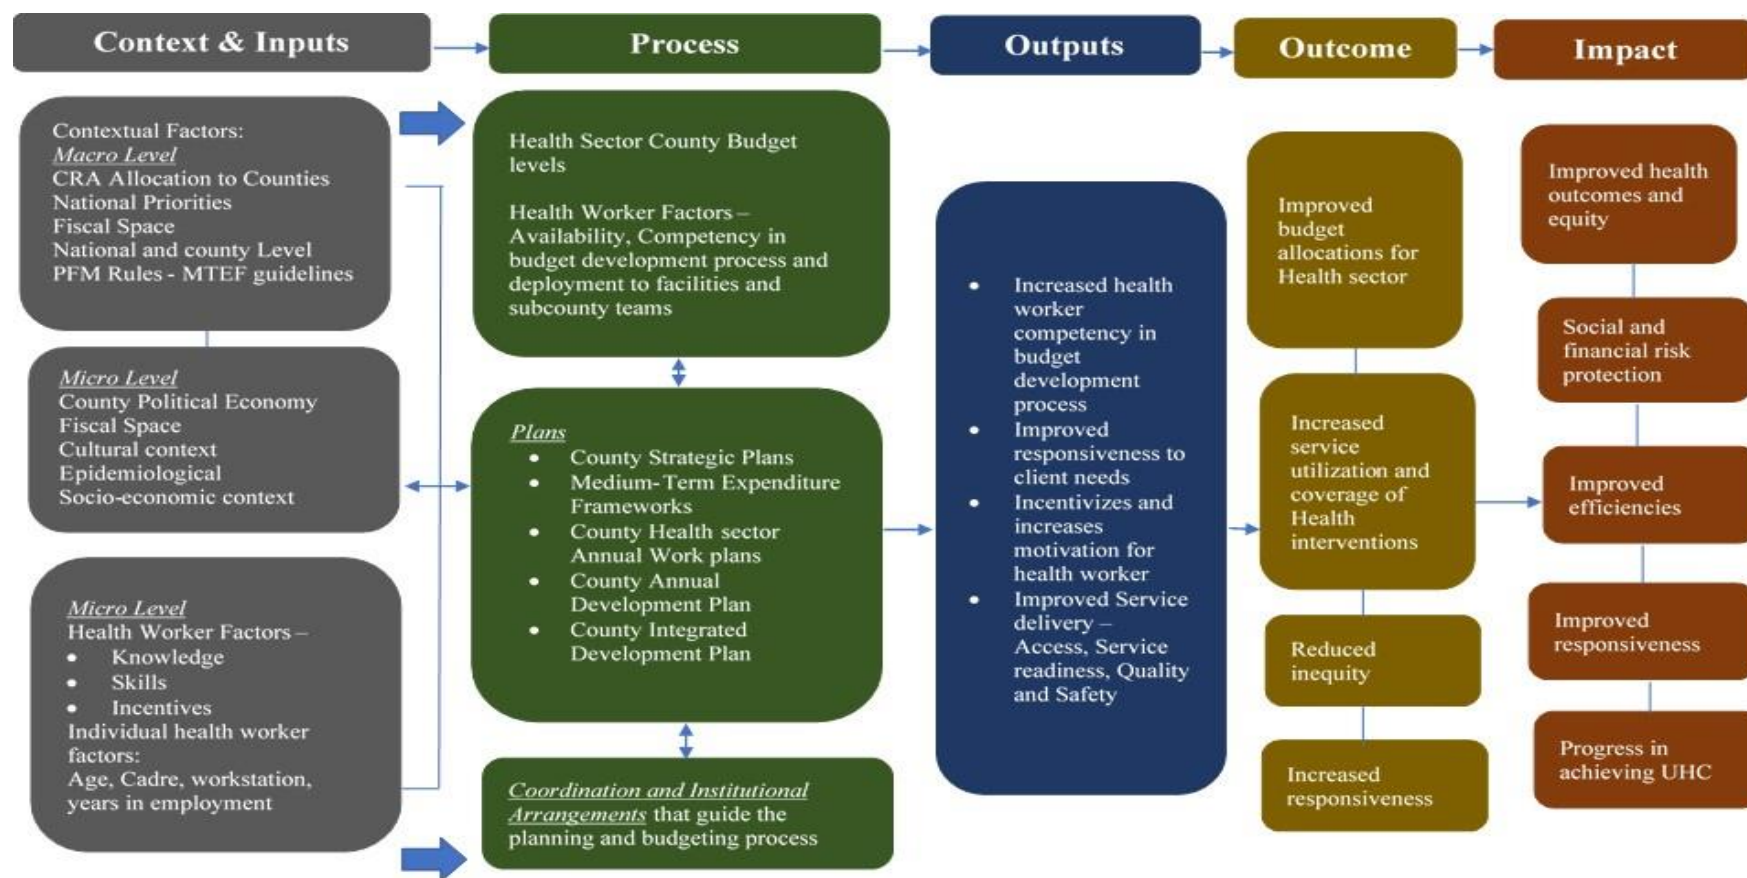 Context & Inputs
Process
Outputs
Outcome
Impact
Contextual Factors:
Macro Level
CRA Allocation to Counties
National Priorities
Fiscal Space
National and county Level
PFM Rules - MTEF guidelines
Micro Level
County Political Economy
Fiscal Space
Cultural context
Epidemiological
Socio-economic context
Micro Level
Health Worker Factors –
• Knowledge
• Skills
• Incentives
Individual health worker
factors:
Age, Cadre, workstation,
years in employment
Health Sector County Budget
levels
Health Worker Factors –
Availability, Competency in
budget development process and
deployment to facilities and
subcounty teams
Plans
• County Strategic Plans
• Medium-Term Expenditure
Frameworks
• County Health sector
Annual Work plans
• County Annual
Development Plan
• County Integrated
Development Plan
Coordination and Institutional
Arrangements that guide the
planning and budgeting process
• Increased health
worker
competency in
budget
development
process
• Improved
responsiveness to
client needs
• Incentivizes and
increases
motivation for
health worker
• Improved Service
delivery –
Access, Service
readiness, Quality
and Safety
Improved
budget
allocations for
Health sector
Increased
service
utilization and
coverage of
Health
interventions
Reduced
inequity
Increased
responsiveness
Improved health
outcomes and
equity
Social and
financial risk
protection
Improved
efficiencies
Improved
responsiveness
Progress in
achieving UHC